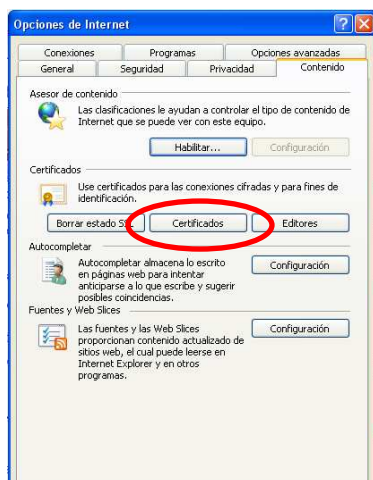 Opciones de Internet
Conexiones Programas Opciones avanzadas
General Seguridad Privacidad Contenido
Asesor de contenido
Las clasificaciones le ayudan a controlar el tipo de contenido de
Internet que se puede ver con este equipo.
Habilitar... Configuración
Certificados
Use certificados para las conexiones cifradas y para fines de
identificación.
Borrar estado Certificados Editores
Autocompletar
Autocompletar almacena lo escrito
en páginas web para intentar
anticiparse a lo que escribe y sugerir
posibles coincidencias.
Configuración
Fuentes y Web Slices
Las fuentes y las Web Slices
proporcionan contenido actualizado de
sitios web, el cual puede leerse en
Internet Explorer y en otros
programas.
Configuración